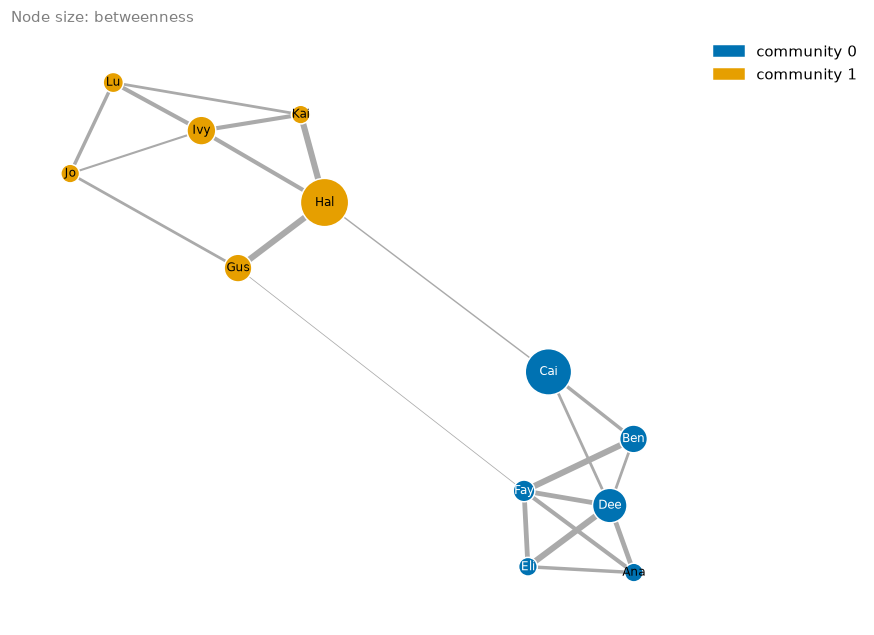 Node size: betweenness
community 0
community 1
Lu
Kai
Ivy
Jo
Hal
Gus
Cai
Ben
Fay
Dee
Eli
Ana